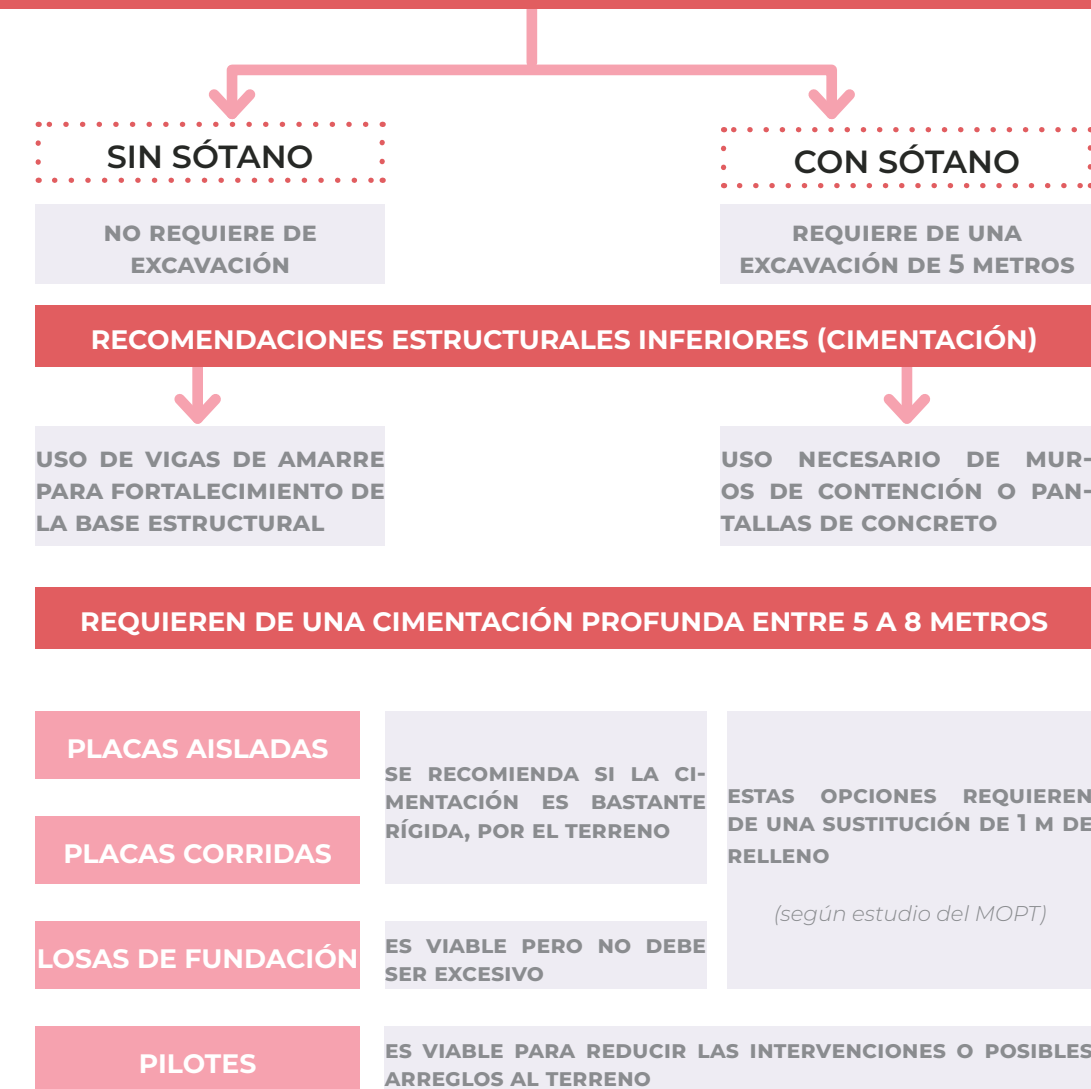 SIN SÓTANO
NO REQUIERE DE
EXCAVACIÓN
CON SÓTANO
REQUIERE DE UNA
EXCAVACIÓN DE 5 METROS
RECOMENDACIONES ESTRUCTURALES INFERIORES (CIMENTACIÓN)
USO DE VIGAS DE AMARRE
PARA FORTALECIMIENTO DE
LA BASE ESTRUCTURAL
USO NECESARIO DE MUR-
OS DE CONTENCIÓN O PAN-
TALLAS DE CONCRETO
REQUIEREN DE UNA CIMENTACIÓN PROFUNDA ENTRE 5 A 8 METROS
PLACAS AISLADAS
PLACAS CORRIDAS
SE RECOMIENDA SI LA CI-
MENTACIÓN ES BASTANTE
RÍGIDA, POR EL TERRENO
ESTAS OPCIONES REQUIEREN
DE UNA SUSTITUCIÓN DE 1 M DE
RELLENO
(según estudio del MOPT)
LOSAS DE FUNDACIÓN
ES VIABLE PERO NO DEBE
SER EXCESIVO
PILOTES
ES VIABLE PARA REDUCIR LAS INTERVENCIONES O POSIBLES
ARREGLOS AL TERRENO